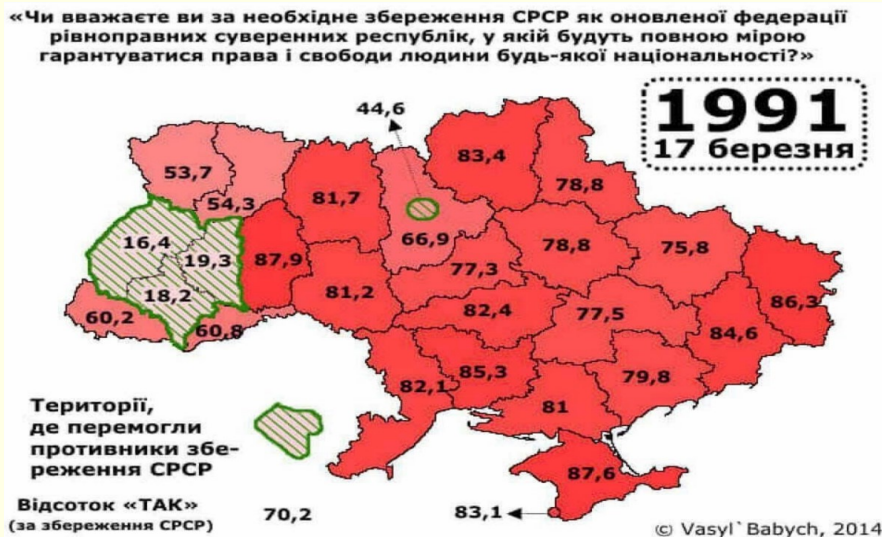 «Чи вважаєте ви за необхідне збереження СРСР як оновленої федерації
рівноправних суверенних республік, у якій будуть повною мірою
гарантуватися права і свободи людини будь-якої національності?»
1991
17 березня
44,6
83,4
53,7
81,7
78,8
54,3
66,9
16,4
19,3
87,9
78,8
75,8
77,3
18,2
81,2
86,3
60,2
60,8
82,4
77,5
84,6
82,1
85,3
79,8
81
87,6
83,1
Території,
де перемогли
противники збе-
реження СРСР
Відсоток «ТАК»
(за збереження СРСР)
70,2
© Vasyl`Babych, 2014